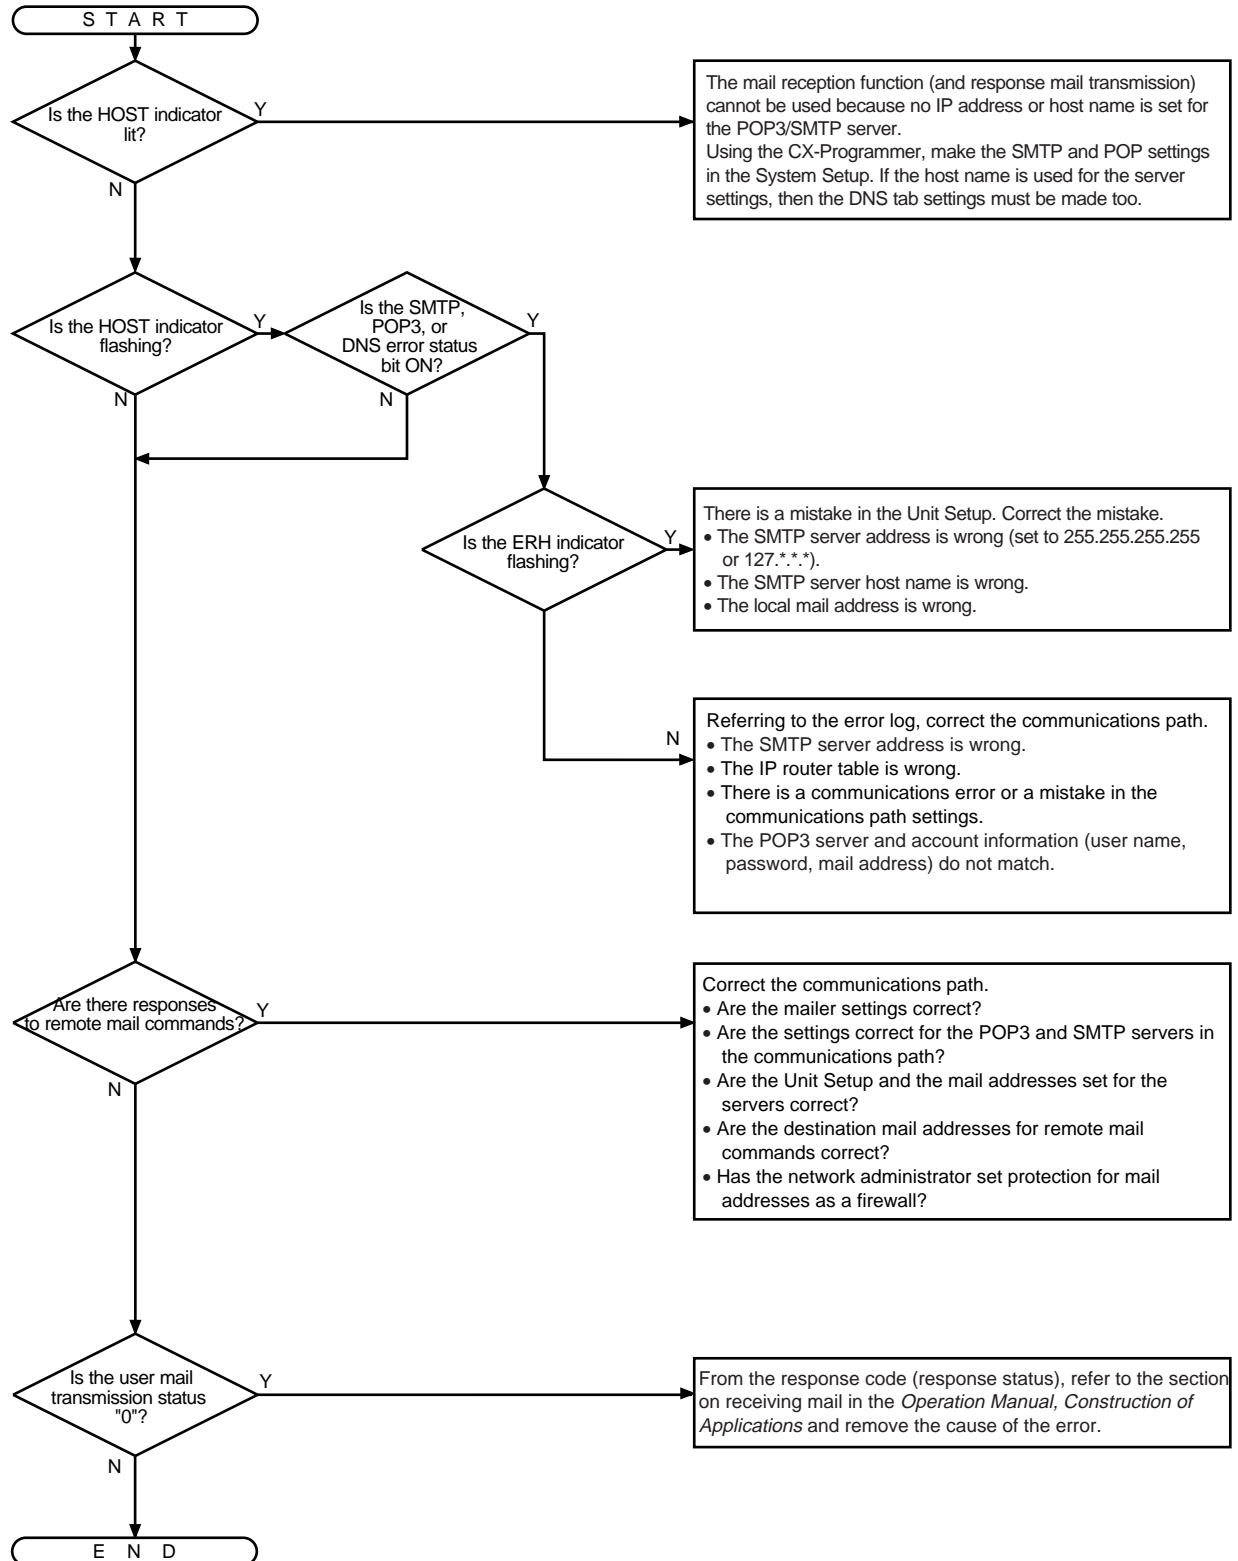 S T A R T
Is the HOST indicator
lit?
Y
N
The mail reception function (and response mail transmission)
cannot be used because no IP address or host name is set for
the POP3/SMTP server.
Using the CX-Programmer, make the SMTP and POP settings
in the System Setup. If the host name is used for the server
settings, then the DNS tab settings must be made too.
Is the HOST indicator
flashing?
Y
N
Is the SMTP,
POP3, or
DNS error status
bit ON?
Y
N
Is the ERH indicator
flashing?
Y
N
There is a mistake in the Unit Setup. Correct the mistake.
• The SMTP server address is wrong (set to 255.255.255.255
or 127.*.*.*).
• The SMTP server host name is wrong.
• The local mail address is wrong.
Referring to the error log, correct the communications path.
• The SMTP server address is wrong.
• The IP router table is wrong.
• There is a communications error or a mistake in the
communications path settings.
• The POP3 server and account information (user name,
password, mail address) do not match.
Are there responses
to remote mail commands?
Y
N
Correct the communications path.
• Are the mailer settings correct?
• Are the settings correct for the POP3 and SMTP servers in
the communications path?
• Are the Unit Setup and the mail addresses set for the
servers correct?
• Are the destination mail addresses for remote mail
commands correct?
• Has the network administrator set protection for mail
addresses as a firewall?
Is the user mail
transmission status
"0"?
Y
N
From the response code (response status), refer to the section
on receiving mail in the Operation Manual, Construction of
Applications and remove the cause of the error.
E N D